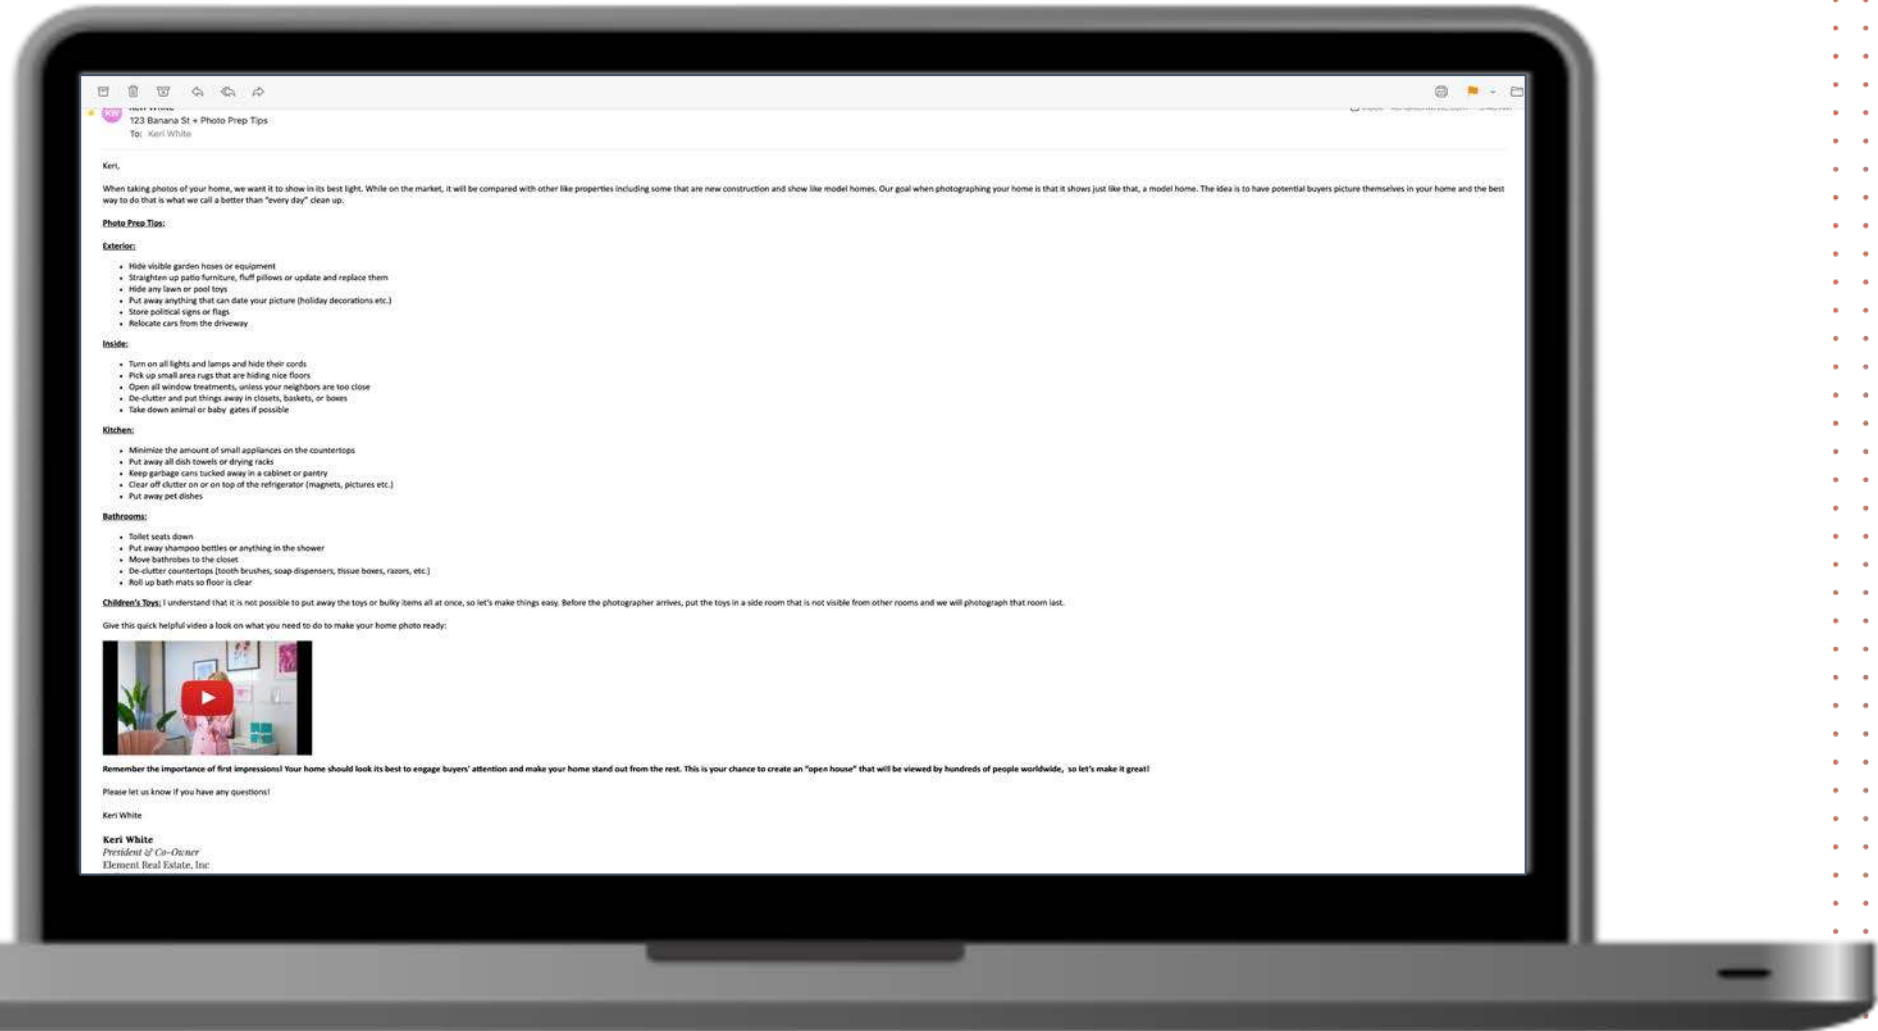 KW
Keri White
123 Banana St + Photo Prep Tips
To: Keri White
Keri,
When taking photos of your home, we want it to show in its best light. While on the market, it will be compared with other like properties including some that are new construction and show like model homes. Our goal when photographing your home is that it shows just like that, a model home. The idea is to have potential buyers picture themselves in your home and the best
way to do that is what we call a better than "every day" clean up.
Photo Prep Tips:
Exterior:
• Hide visible garden hoses or equipment
• Straighten up patio furniture, fluff pillows or update and replace them
• Hide any lawn or pool toys
• Put away anything that can date your picture (holiday decorations etc.)
• Store political signs or flags
• Relocate cars from the driveway
Inside:
• Turn on all lights and lamps and hide their cords
• Pick up small area rugs that are hiding nice floors
• Open all window treatments, unless your neighbors are too close
• De-clutter and put things away in closets, baskets, or boxes
• Take down animal or baby gates if possible
Kitchen:
• Minimize the amount of small appliances on the countertops
• Put away all dish towels or drying racks
• Keep garbage cans tucked away in a cabinet or pantry
• Clear off clutter on or on top of the refrigerator (magnets, pictures etc.)
• Put away pet dishes
Bathrooms:
• Toilet seats down
• Put away shampoo bottles or anything in the shower
• Move bathrobes to the closet
• De-clutter countertops (tooth brushes, soap dispensers, tissue boxes, razors, etc.)
• Roll up bath mats so floor is clear
Children's Toys: I understand that it is not possible to put away the toys or bulky items all at once, so let's make things easy. Before the photographer arrives, put the toys in a side room that is not visible from other rooms and we will photograph that room last.
Give this quick helpful video a look on what you need to do to make your home photo ready:
Remember the importance of first impressions! Your home should look its best to engage buyers' attention and make your home stand out from the rest. This is your chance to create an "open house" that will be viewed by hundreds of people worldwide, so let's make it great!
Please let us know if you have any questions!
Keri White
Keri White
President & Co-Owner
Element Real Estate, Inc